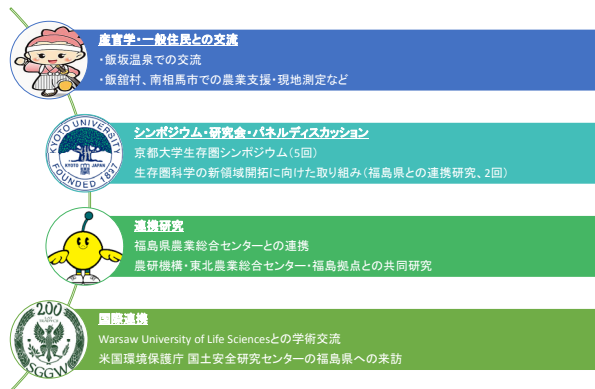 産官学・一般住民との交流
・飯坂温泉での交流
・飯舘村、南相馬市での農業支援・現地測定など
KYOTO UNIVERSITY
KYOTO JAPAN
FOUNDED 1897
シンポジウム・研究会・パネルディスカッション
京都大学生存圏シンポジウム（5回）
生存圏科学の新領域開拓に向けた取り組み（福島県との連携研究、2回）
連携研究
福島県農業総合センターとの連携
農研機構・東北農業総合センター・福島拠点との共同研究
200
SGGW
国際連携
Warsaw University of Life Sciencesとの学術交流
米国環境保護庁 国土安全研究センターの福島県への来訪